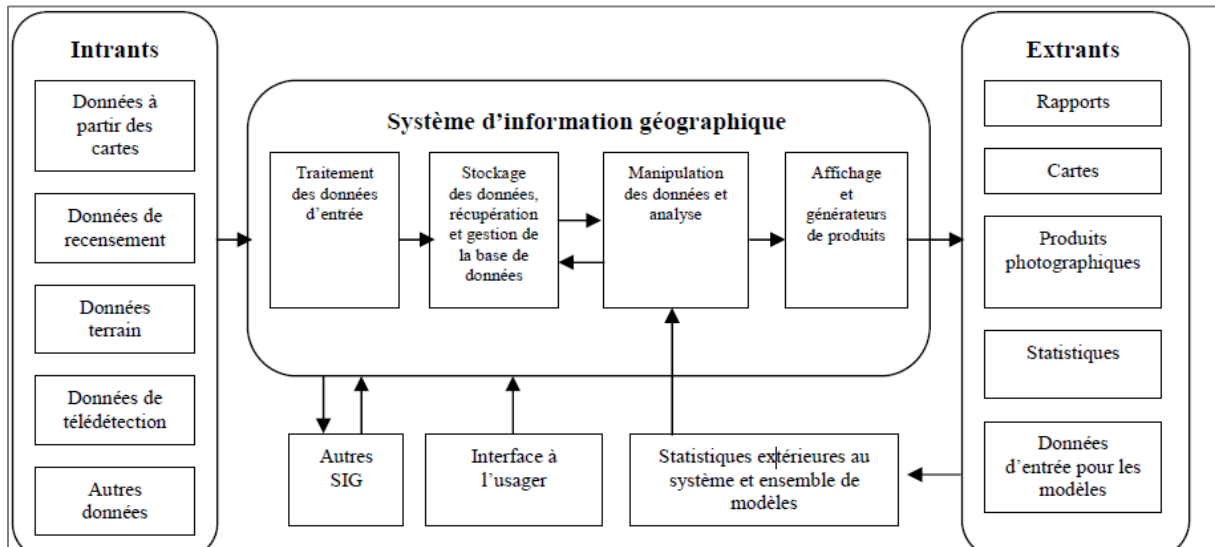 Intrants
Données à
partir des
cartes
Données de
recensement
Données
terrain
Données de
télédétection
Autres
données
Système d'information géographique
Traitement
des données
d'entrée
Stockage
des données,
récupération
et gestion de
la base de
données
Manipulation
des données et
analyse
Affichage
et
générateurs
de produits
Autres
SIG
Interface à
l'usager
Statistiques extérieures au
système et ensemble de
modèles
Extrants
Rapports
Cartes
Produits
photographiques
Statistiques
Données
d'entrée pour les
modèles